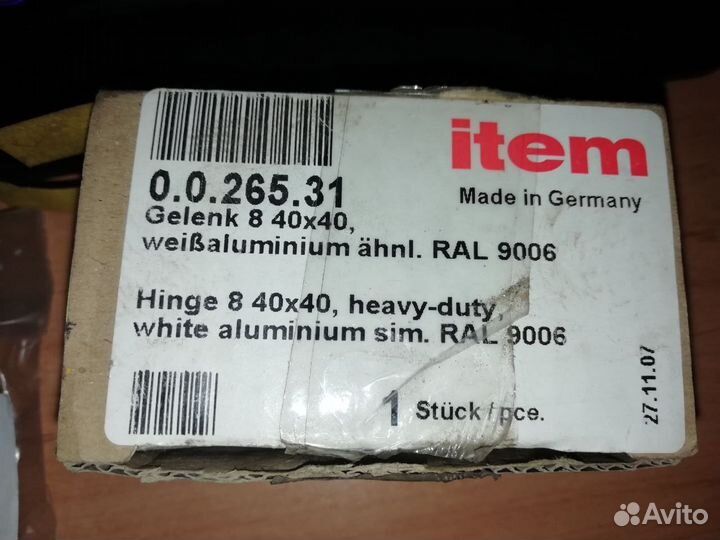 item
Made in Germany
0.0.265.31
Gelenk 8 40x40,
weißaluminium ähnl. RAL 9006
Hinge 8 40x40, heavy-duty,
white aluminium sim. RAL 9006
1 Stück/pce.
27.11.07
Avito